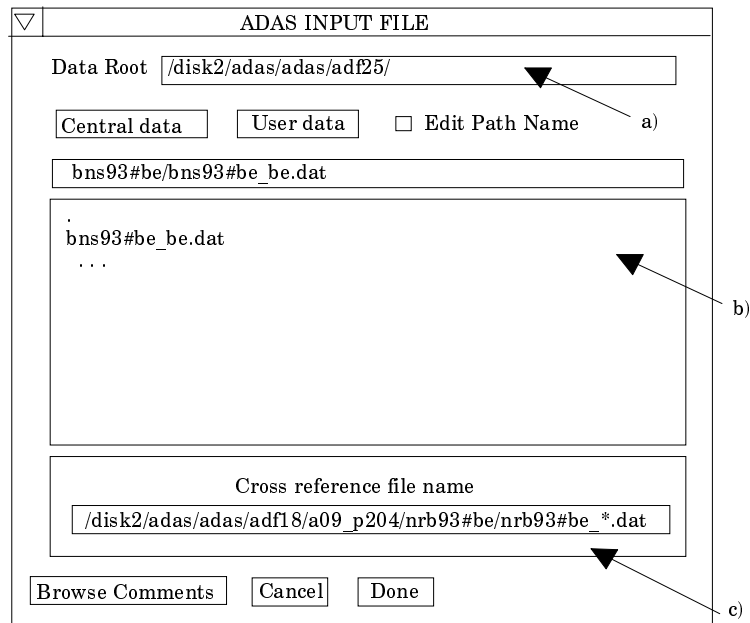 ADAS INPUT FILE
Data Root /disk2/adas/adas/adf25/
a)
Central data User data Edit Path Name
bns93#be/bns93#be_be.dat
.
bns93#be_be.dat
. . .
b)
Cross reference file name
/disk2/adas/adas/adf18/a09_p204/nrb93#be/nrb93#be_*.dat
Browse Comments Cancel Done
c)